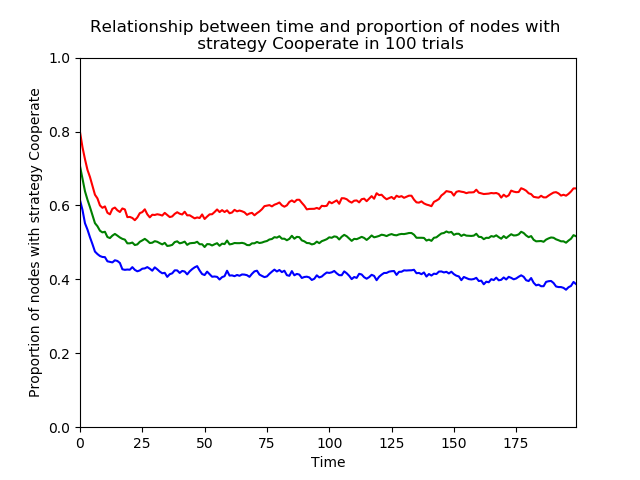 Relationship between time and proportion of nodes with
strategy Cooperate in 100 trials
1.0
0.8
0.6
0.4
0.2
0.0
Proportion of nodes with strategy Cooperate
0 25 50 75 100 125 150 175
Time